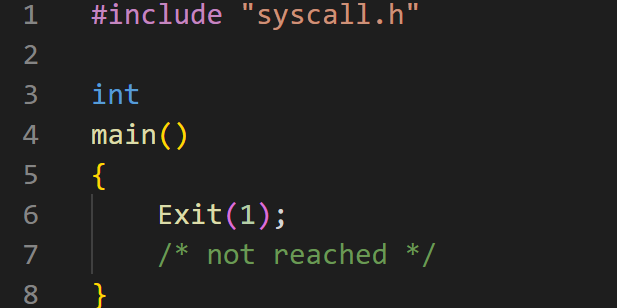 1 #include "syscall.h"
2
3 int
4 main()
5 {
6 Exit(1);
7 /* not reached */
8 }